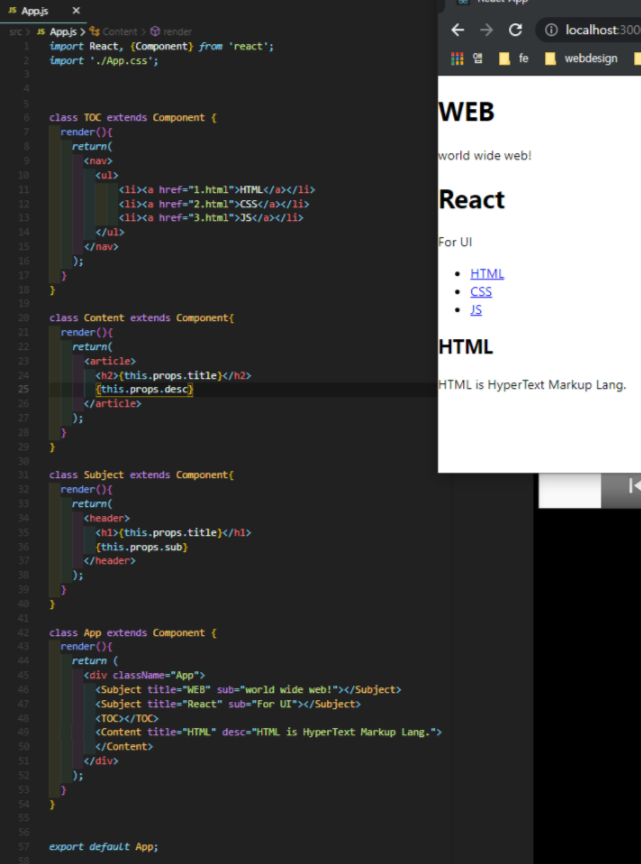 JS App.js ×
src > JS App.js > Content > render
1 import React, {Component} from 'react';
2 import './App.css';
3
4
5
6 class TOC extends Component {
7 render(){
8 return(
9 <nav>
10 <ul>
11 <li><a href="1.html">HTML</a></li>
12 <li><a href="2.html">CSS</a></li>
13 <li><a href="3.html">JS</a></li>
14 </ul>
15 </nav>
16 );
17 }
18 }
19
20 class Content extends Component{
21 render(){
22 return(
23 <article>
24 <h2>{this.props.title}</h2>
25 {this.props.desc}
26 </article>
27 );
28 }
29 }
30
31 class Subject extends Component{
32 render(){
33 return(
34 <header>
35 <h1>{this.props.title}</h1>
36 {this.props.sub}
37 </header>
38 );
39 }
40 }
41
42 class App extends Component {
43 render(){
44 return (
45 <div className="App">
46 <Subject title="WEB" sub="world wide web!"></Subject>
47 <Subject title="React" sub="For UI"></Subject>
48 <TOC></TOC>
49 <Content title="HTML" desc="HTML is HyperText Markup Lang.">
50 </Content>
51 </div>
52 );
53 }
54 }
55
56
57 export default App;
58
React App
localhost:300
앱 fe webdesign
WEB
world wide web!
React
For UI
HTML
CSS
JS
HTML
HTML is HyperText Markup Lang.